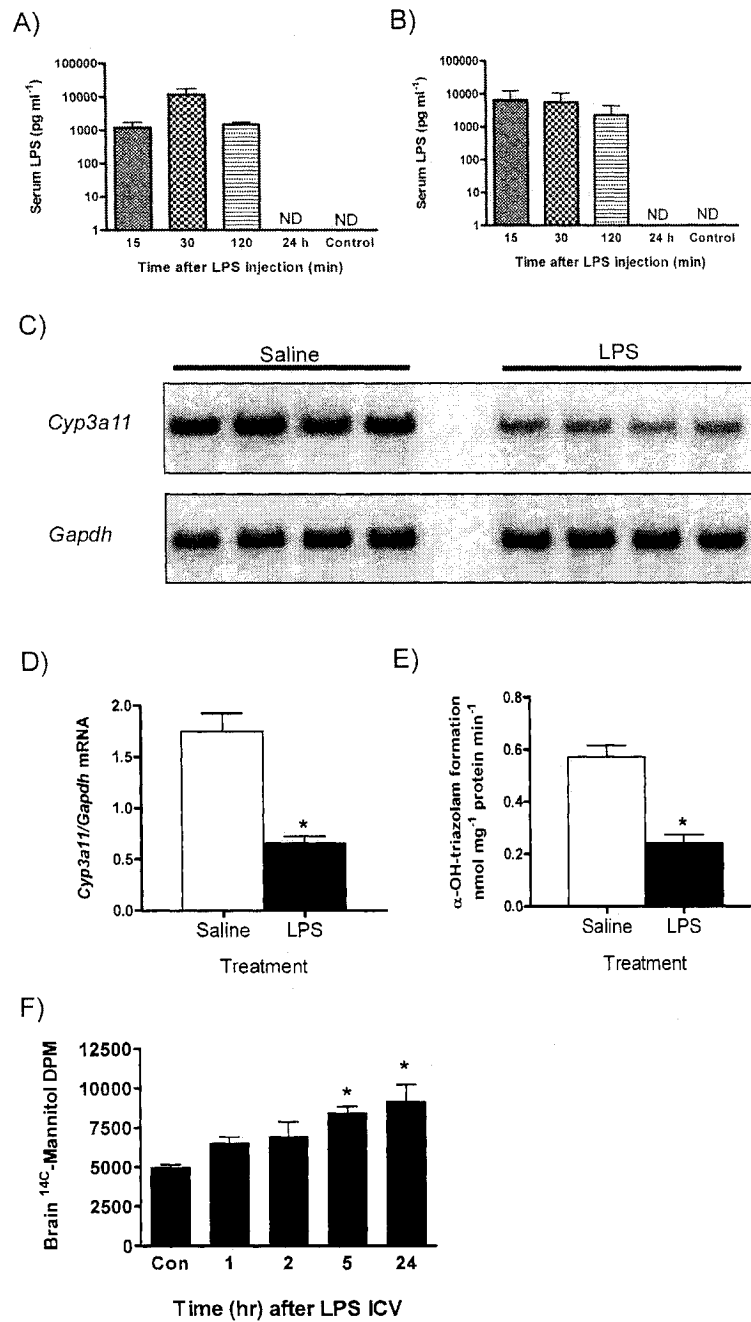 A)
Serum LPS (pg ml⁻¹)
100000
10000
1000
100
10
1
ND
ND
15 30 120 24 h Control
Time after LPS injection (min)
B)
Serum LPS (pg ml⁻¹)
100000
10000
1000
100
10
1
ND
ND
15 30 120 24 h Control
Time after LPS injection (min)
C)
Saline
LPS
Cyp3a11
Gapdh
D)
Cyp3a11/Gapdh mRNA
2.0
1.5
1.0
0.5
0.0
*
Saline LPS
Treatment
E)
α-OH-triazolam formation
nmol mg⁻¹ protein min⁻¹
0.8
0.6
0.4
0.2
0.0
*
Saline LPS
Treatment
F)
Brain ¹⁴ᶜ-Mannitol DPM
12500
10000
7500
5000
2500
0
*
*
Con 1 2 5 24
Time (hr) after LPS ICV